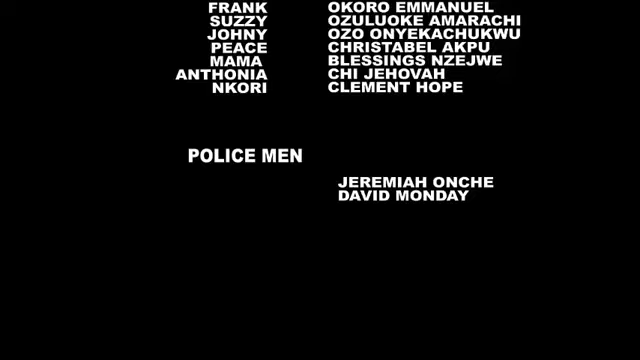 FRANK OKORO EMMANUEL
SUZZY OZULUOKE AMARACHI
JOHNY OZO ONYEKACHUKWU
PEACE CHRISTABEL AKPU
MAMA BLESSINGS NZEJWE
ANTHONIA CHI JEHOVAH
NKORI CLEMENT HOPE
POLICE MEN
JEREMIAH ONCHE
DAVID MONDAY